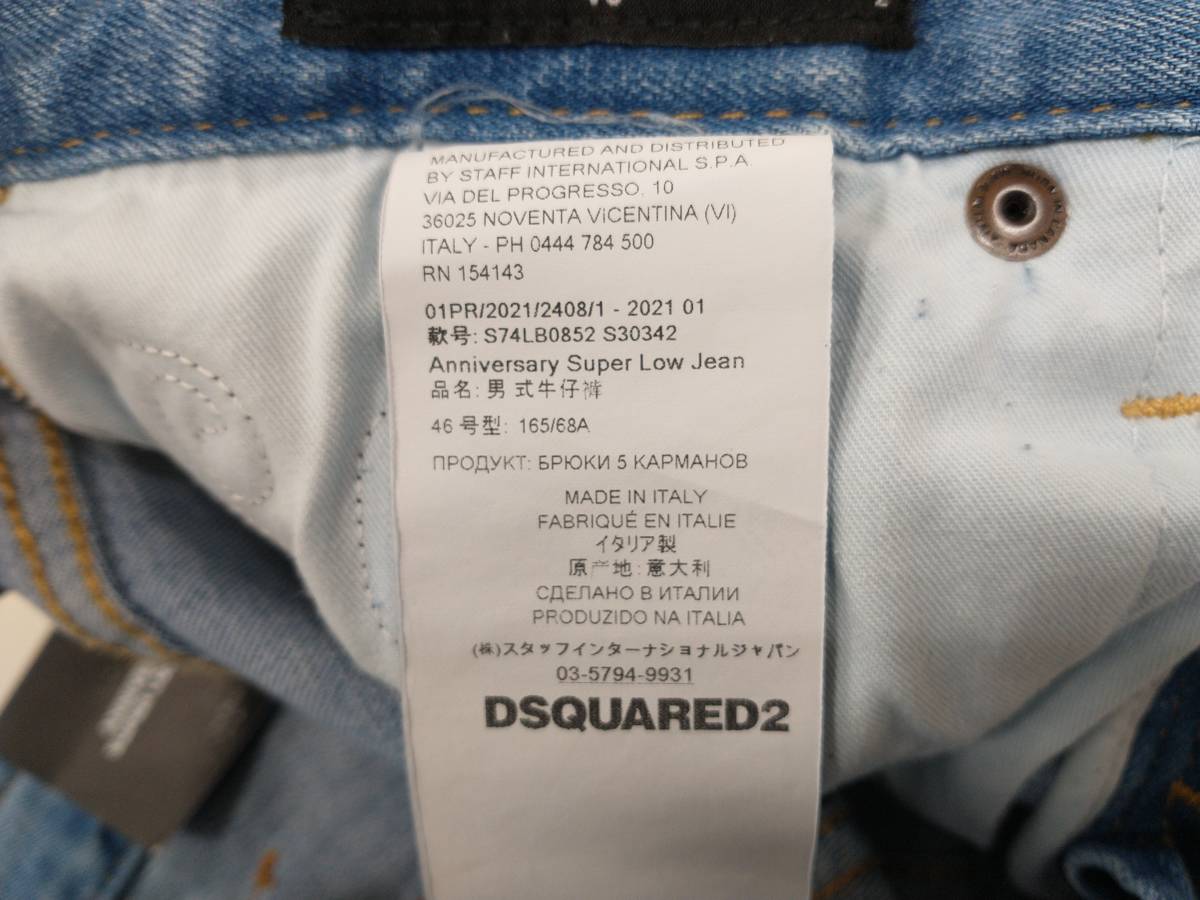 MANUFACTURED AND DISTRIBUTED
BY STAFF INTERNATIONAL S.P.A.
VIA DEL PROGRESSO, 10
36025 NOVENTA ViCENTINA (VI)
ITALY - PH 0444 784 500
RN 154143
01PR/2021/2408/1 - 2021 01
款号: S74LB0852 S30342
Anniversary Super Low Jean
品名: 男 式牛仔裤
46 号型: 165/68A
ПРОДУКТ: БРЮКИ 5 КАРМАНОВ
MADE IN ITALY
FABRIQUÉ EN ITALIE
イタリア製
原产地: 意大利
СДЕЛАНО В ИТАЛИИ
PRODUZIDO NA ITALIA
(株)スタッフインターナショナルジャパン
03-5794-9931
DSQUARED2